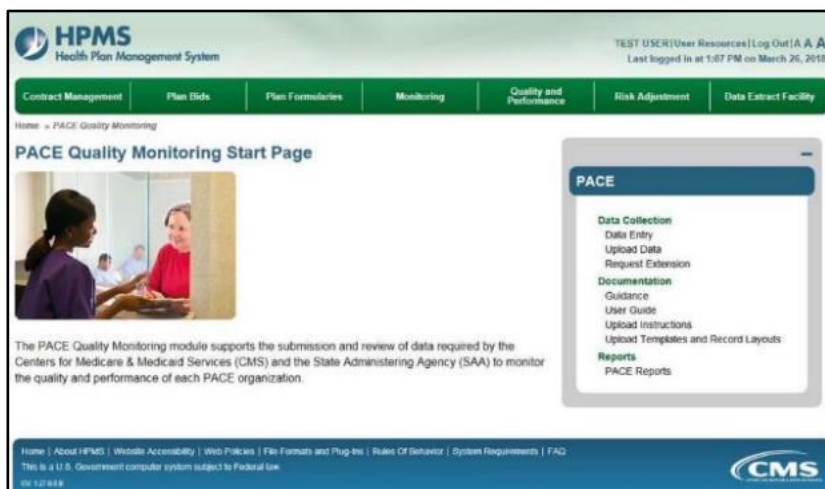 HPMS
Health Plan Management System
TEST USER|User Resources|Log Out|A A A
Last logged in at 1:07 PM on March 26, 2018
Contract Management
Plan Bids
Plan Formularies
Monitoring
Quality and
Performance
Risk Adjustment
Data Extract Facility
Home » PACE Quality Monitoring
PACE Quality Monitoring Start Page
PACE
Data Collection
Data Entry
Upload Data
Request Extension
Documentation
Guidance
User Guide
Upload Instructions
Upload Templates and Record Layouts
Reports
PACE Reports
The PACE Quality Monitoring module supports the submission and review of data required by the
Centers for Medicare & Medicaid Services (CMS) and the State Administering Agency (SAA) to monitor
the quality and performance of each PACE organization.
Home | About HPMS | Website Accessibility | Web Policies | File Formats and Plug-Ins | Rules Of Behavior | System Requirements | FAQ
This is a U.S. Government computer system subject to Federal law.
CMS